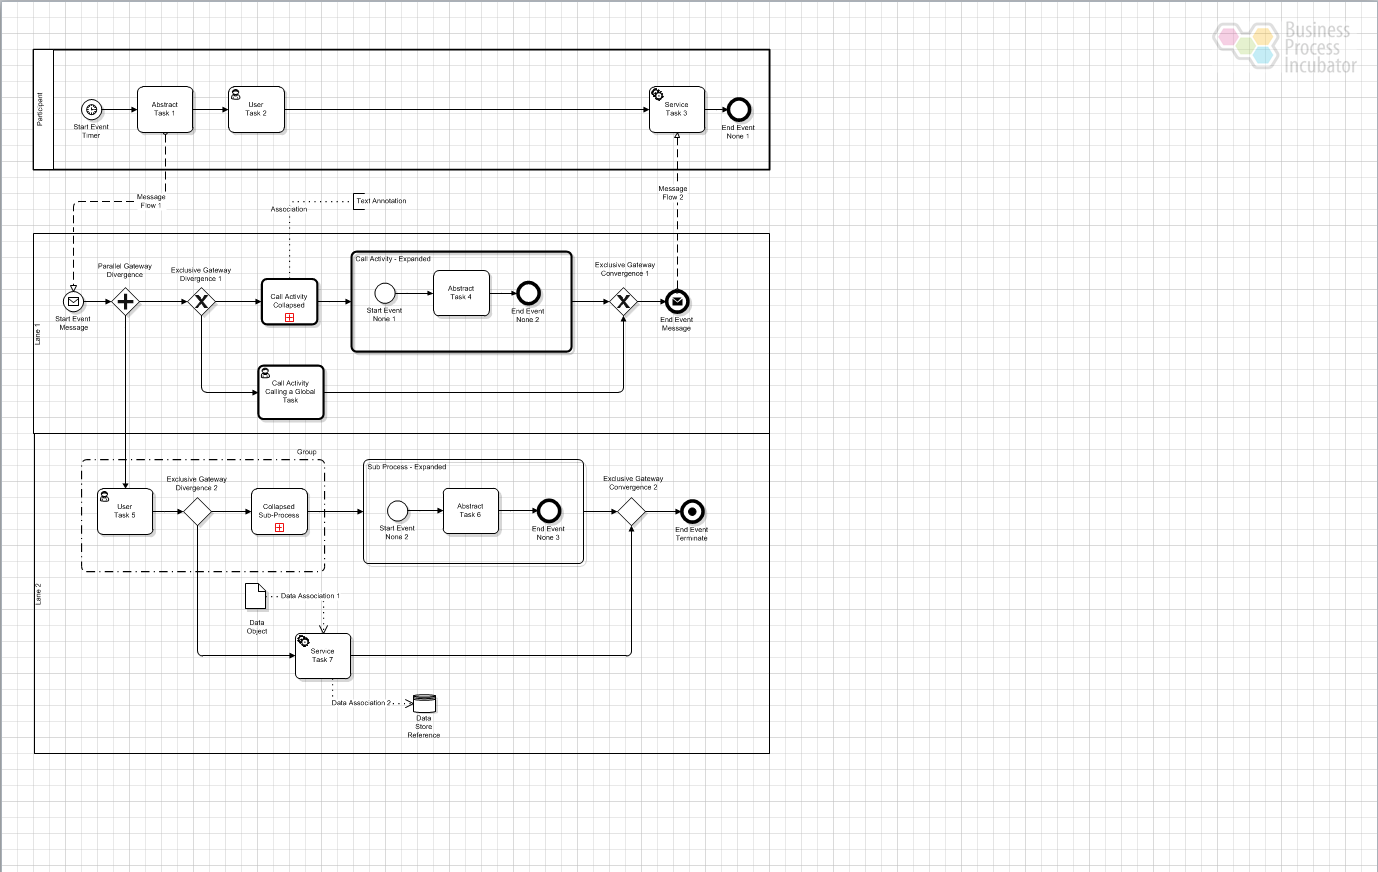 Business
Process
Incubator
Participant
Start Event
Timer
Abstract
Task 1
User
Task 2
Service
Task 3
End Event
None 1
Message
Flow 1
Association
Text Annotation
Message
Flow 2
Lane 1
Start Event
Message
Parallel Gateway
Divergence
Exclusive Gateway
Divergence 1
Call Activity
Collapsed
Call Activity - Expanded
Start Event
None 1
Abstract
Task 4
End Event
None 2
Exclusive Gateway
Convergence 1
End Event
Message
Call Activity
Calling a Global
Task
Lane 2
Group
User
Task 5
Exclusive Gateway
Divergence 2
Collapsed
Sub-Process
Sub Process - Expanded
Start Event
None 2
Abstract
Task 6
End Event
None 3
Exclusive Gateway
Convergence 2
End Event
Terminate
Data
Object
Data Association 1
Service
Task 7
Data Association 2
Data
Store
Reference